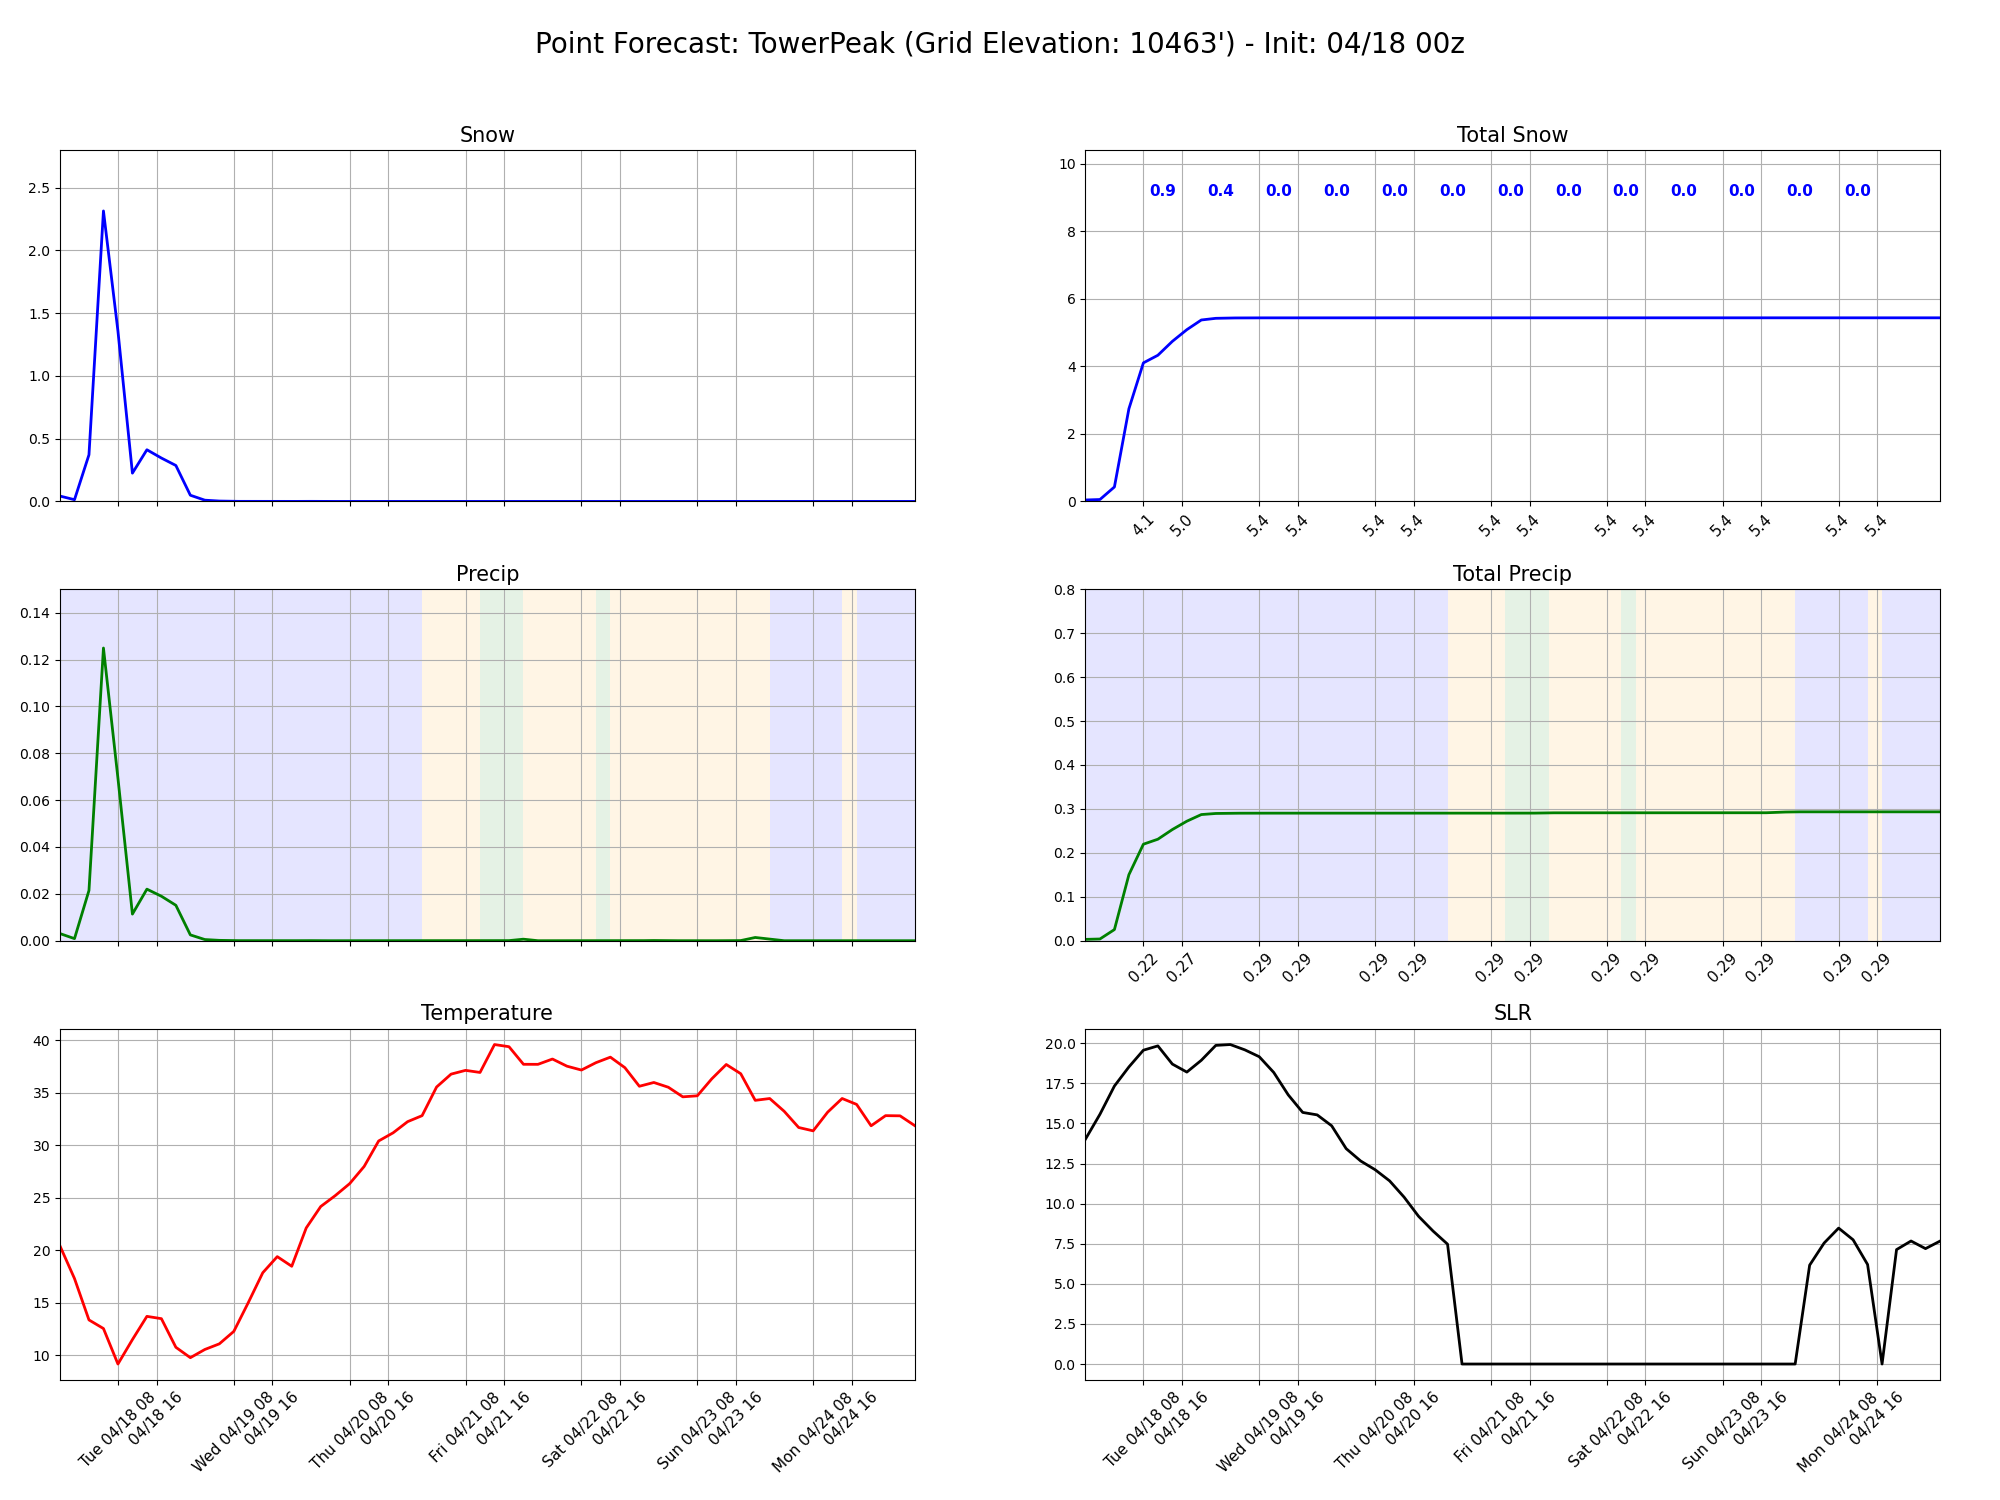 Point Forecast: TowerPeak (Grid Elevation: 10463') - Init: 04/18 00z
Snow
2.5
2.0
1.5
1.0
0.5
0.0
Total Snow
10
8
6
4
2
0
0.9 0.4 0.0 0.0 0.0 0.0 0.0 0.0 0.0 0.0 0.0 0.0 0.0
4.1 5.0 5.4 5.4 5.4 5.4 5.4 5.4 5.4 5.4 5.4 5.4 5.4 5.4
Precip
0.14
0.12
0.10
0.08
0.06
0.04
0.02
0.00
Total Precip
0.8
0.7
0.6
0.5
0.4
0.3
0.2
0.1
0.0
0.22 0.27 0.29 0.29 0.29 0.29 0.29 0.29 0.29 0.29 0.29 0.29 0.29 0.29
Temperature
40
35
30
25
20
15
10
Tue 04/18 08
04/18 16
Wed 04/19 08
04/19 16
Thu 04/20 08
04/20 16
Fri 04/21 08
04/21 16
Sat 04/22 08
04/22 16
Sun 04/23 08
04/23 16
Mon 04/24 08
04/24 16
SLR
20.0
17.5
15.0
12.5
10.0
7.5
5.0
2.5
0.0
Tue 04/18 08
04/18 16
Wed 04/19 08
04/19 16
Thu 04/20 08
04/20 16
Fri 04/21 08
04/21 16
Sat 04/22 08
04/22 16
Sun 04/23 08
04/23 16
Mon 04/24 08
04/24 16